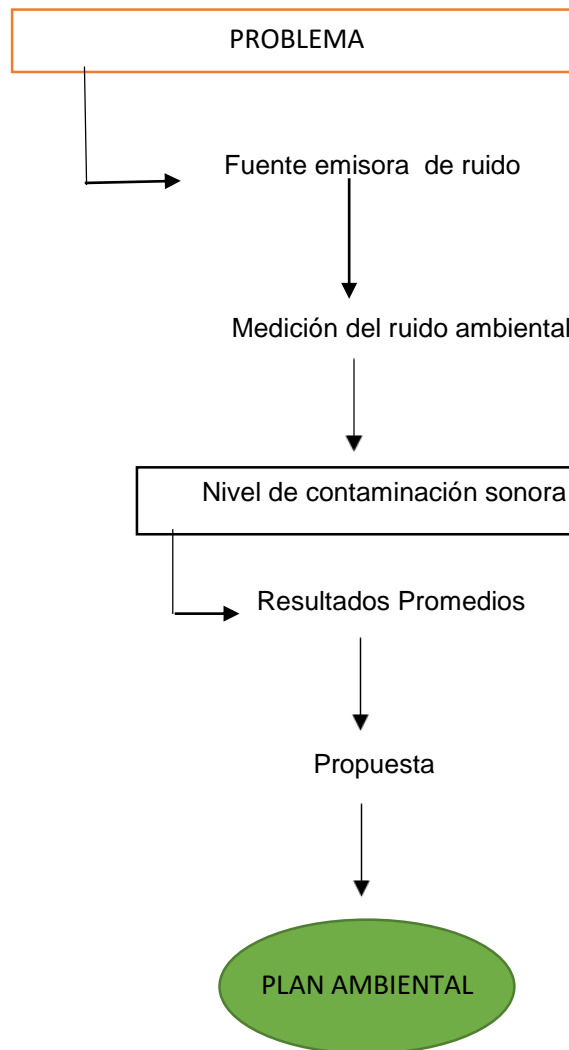 PROBLEMA
Fuente emisora  de ruido
Medición del ruido ambiental
Nivel de contaminación sonora
Resultados Promedios
Propuesta
PLAN AMBIENTAL